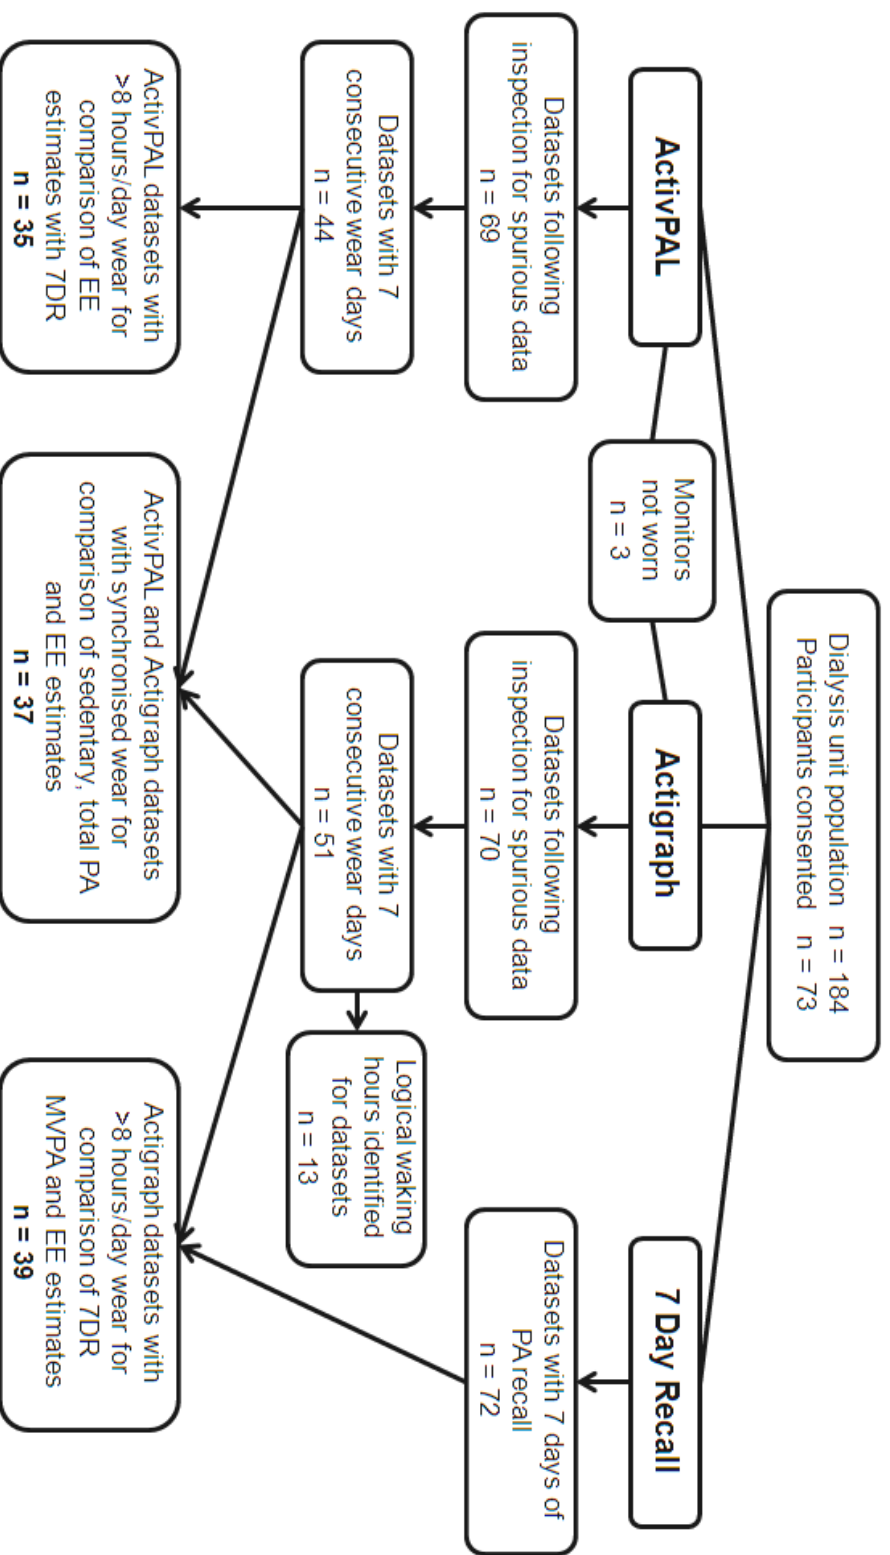 Dialysis unit population n = 184
Participants consented n = 73
ActivPAL
Monitors
not worn
n = 3
Actigraph
7 Day Recall
Datasets following
inspection for spurious data
n = 69
Datasets following
inspection for spurious data
n = 70
Datasets with 7 days of
PA recall
n = 72
Datasets with 7
consecutive wear days
n = 44
Datasets with 7
consecutive wear days
n = 51
Logical waking
hours identified
for datasets
n = 13
ActivPAL datasets with
>8 hours/day wear for
comparison of EE
estimates with 7DR
n = 35
ActivPAL and Actigraph datasets
with synchronised wear for
comparison of sedentary, total PA
and EE estimates
n = 37
Actigraph datasets with
>8 hours/day wear for
comparison of 7DR
MVPA and EE estimates
n = 39